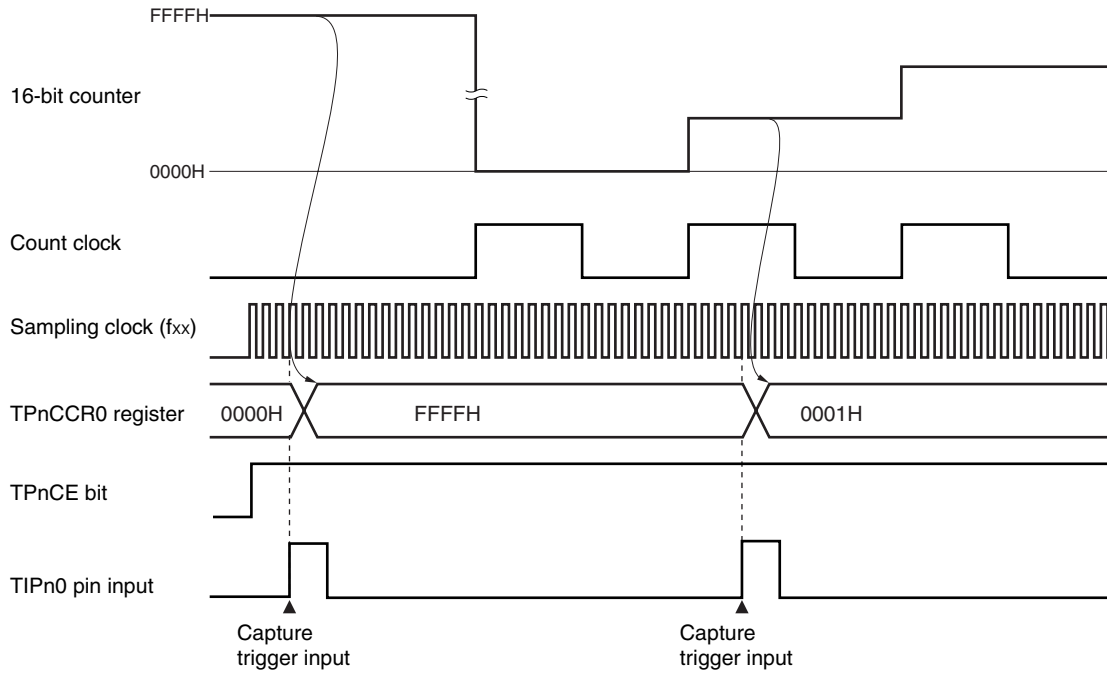 FFFFH
16-bit counter
0000H
Count clock
Sampling clock (fxx)
TPnCCR0 register
0000H
FFFFH
0001H
TPnCE bit
TIPn0 pin input
Capture
trigger input
Capture
trigger input